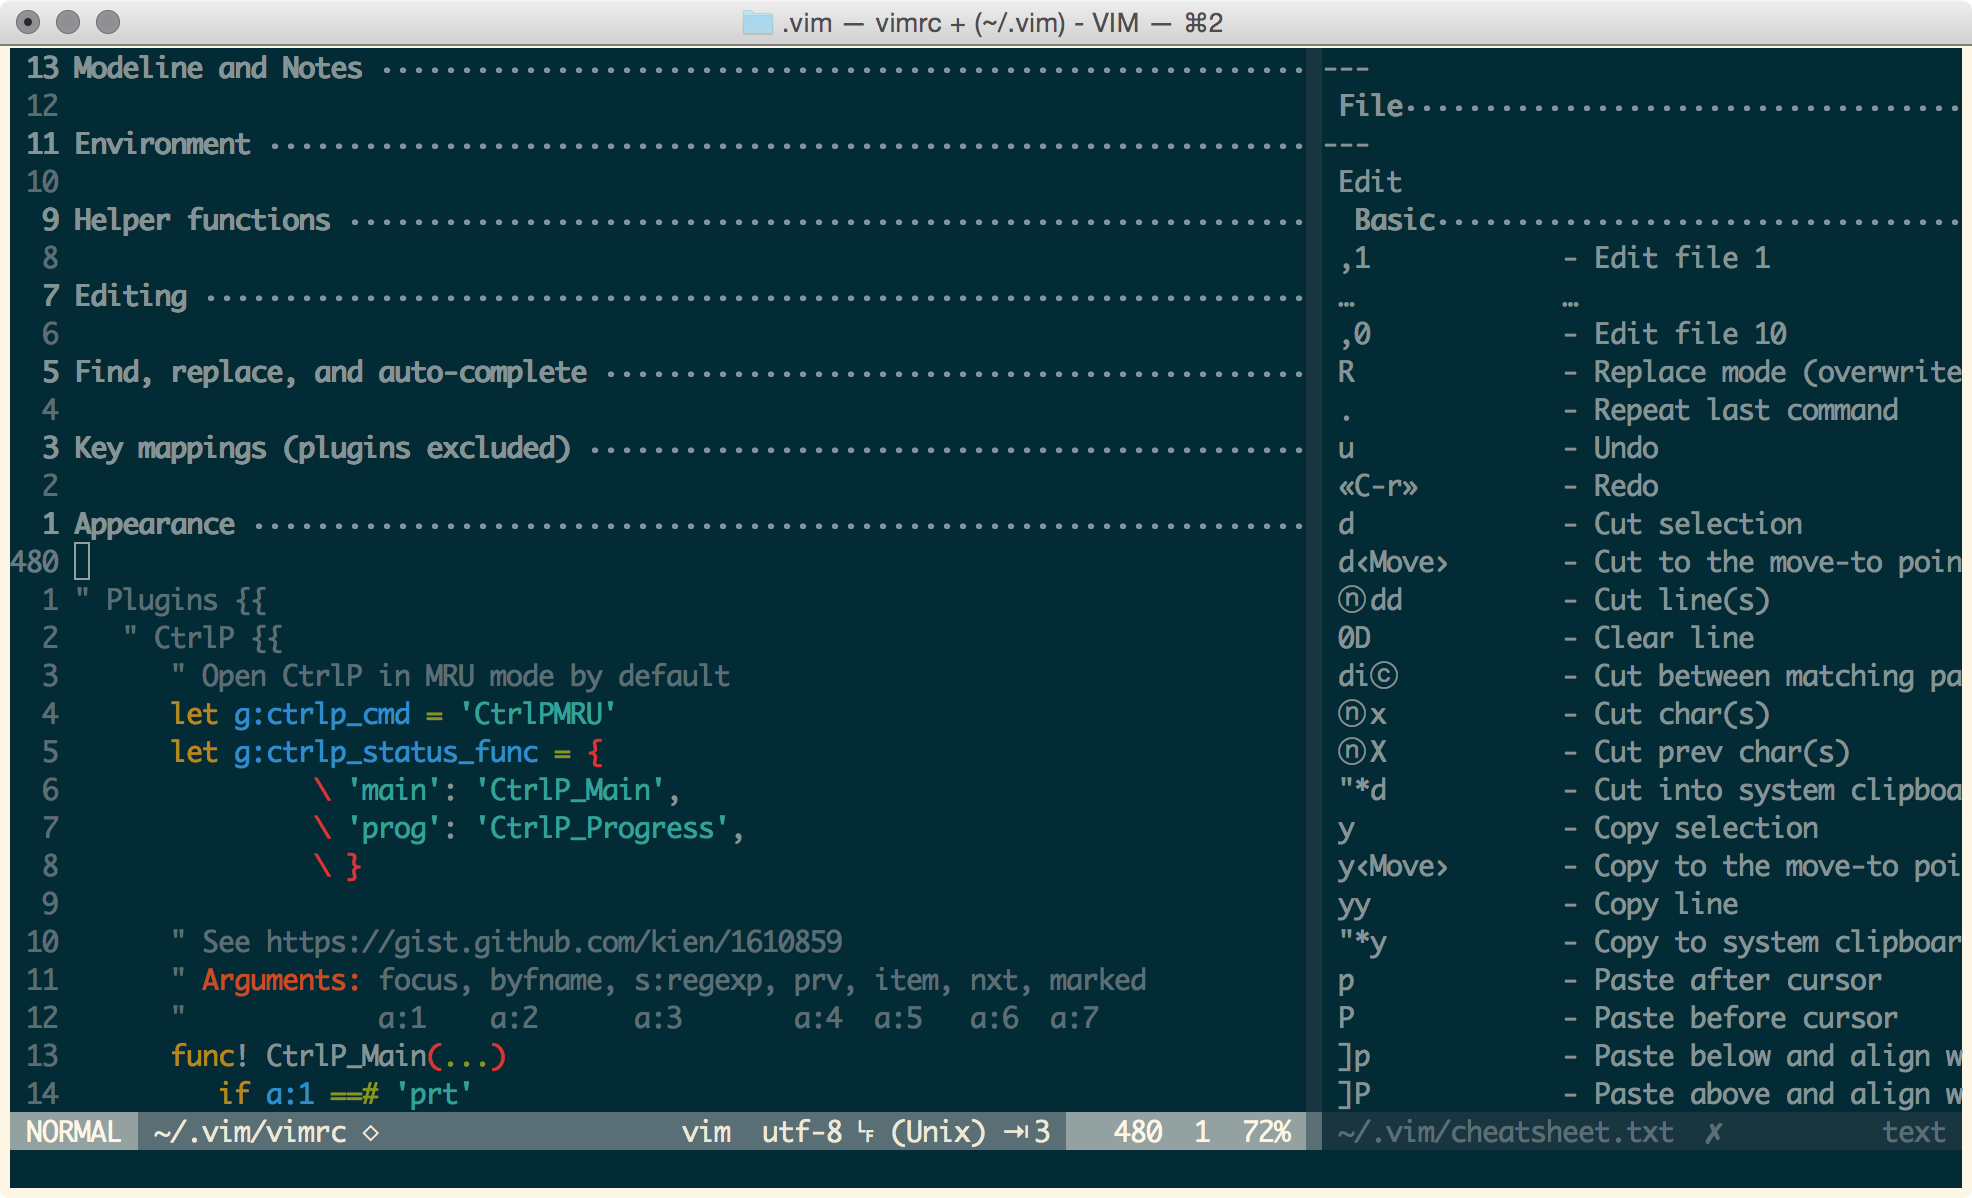 .vim — vimrc + (~/.vim) - VIM — ⌘2
13 Modeline and Notes
12
11 Environment
10
9 Helper functions
8
7 Editing
6
5 Find, replace, and auto-complete
4
3 Key mappings (plugins excluded)
2
1 Appearance
480
1 " Plugins {{
2 " CtrlP {{
3 " Open CtrlP in MRU mode by default
4 let g:ctrlp_cmd = 'CtrlPMRU'
5 let g:ctrlp_status_func = {
6 \ 'main': 'CtrlP_Main',
7 \ 'prog': 'CtrlP_Progress',
8 \ }
9
10 " See https://gist.github.com/kien/1610859
11 " Arguments: focus, byfname, s:regexp, prv, item, nxt, marked
12 " a:1 a:2 a:3 a:4 a:5 a:6 a:7
13 func! CtrlP_Main(...)
14 if a:1 ==# 'prt'
NORMAL ~/.vim/vimrc ◇ vim utf-8 ␊ (Unix) ⇥3 480 1 72%
---
File
---
Edit
Basic
,1 - Edit file 1
… …
,0 - Edit file 10
R - Replace mode (overwrite
. - Repeat last command
u - Undo
«C-r» - Redo
d - Cut selection
d‹Move› - Cut to the move-to poin
ⓝdd - Cut line(s)
0D - Clear line
diⓒ - Cut between matching pa
ⓝx - Cut char(s)
ⓝX - Cut prev char(s)
"*d - Cut into system clipboa
y - Copy selection
y‹Move› - Copy to the move-to poi
yy - Copy line
"*y - Copy to system clipboar
p - Paste after cursor
P - Paste before cursor
]p - Paste below and align w
]P - Paste above and align w
~/.vim/cheatsheet.txt ✗ text